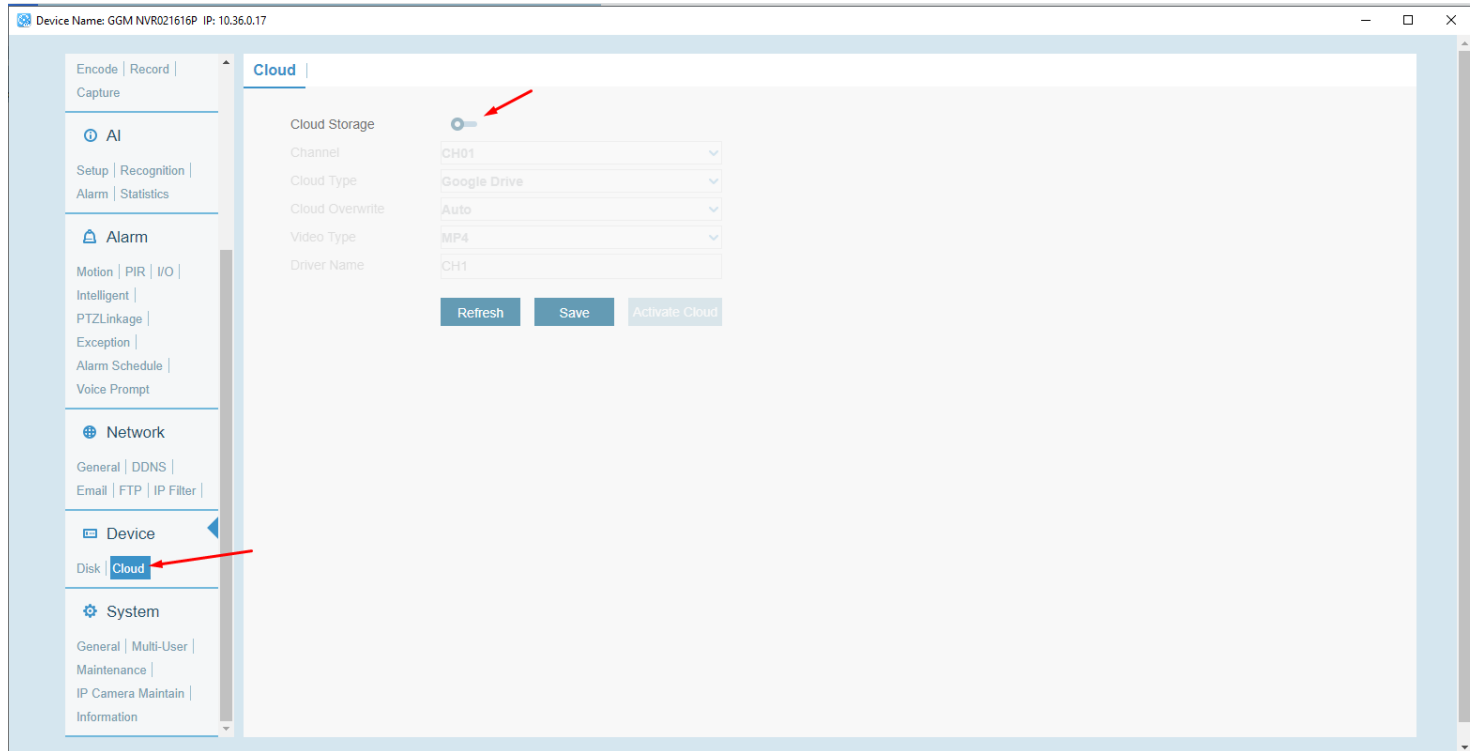 Device Name: GGM NVR021616P IP: 10.36.0.17
Encode | Record |
Capture
AI
Setup | Recognition |
Alarm | Statistics
Alarm
Motion | PIR | I/O |
Intelligent |
PTZLinkage |
Exception |
Alarm Schedule |
Voice Prompt
Network
General | DDNS |
Email | FTP | IP Filter |
Device
Disk | Cloud
System
General | Multi-User |
Maintenance |
IP Camera Maintain |
Information
Cloud |
Cloud Storage
Channel CH01
Cloud Type Google Drive
Cloud Overwrite Auto
Video Type MP4
Driver Name CH1
Refresh Save Activate Cloud